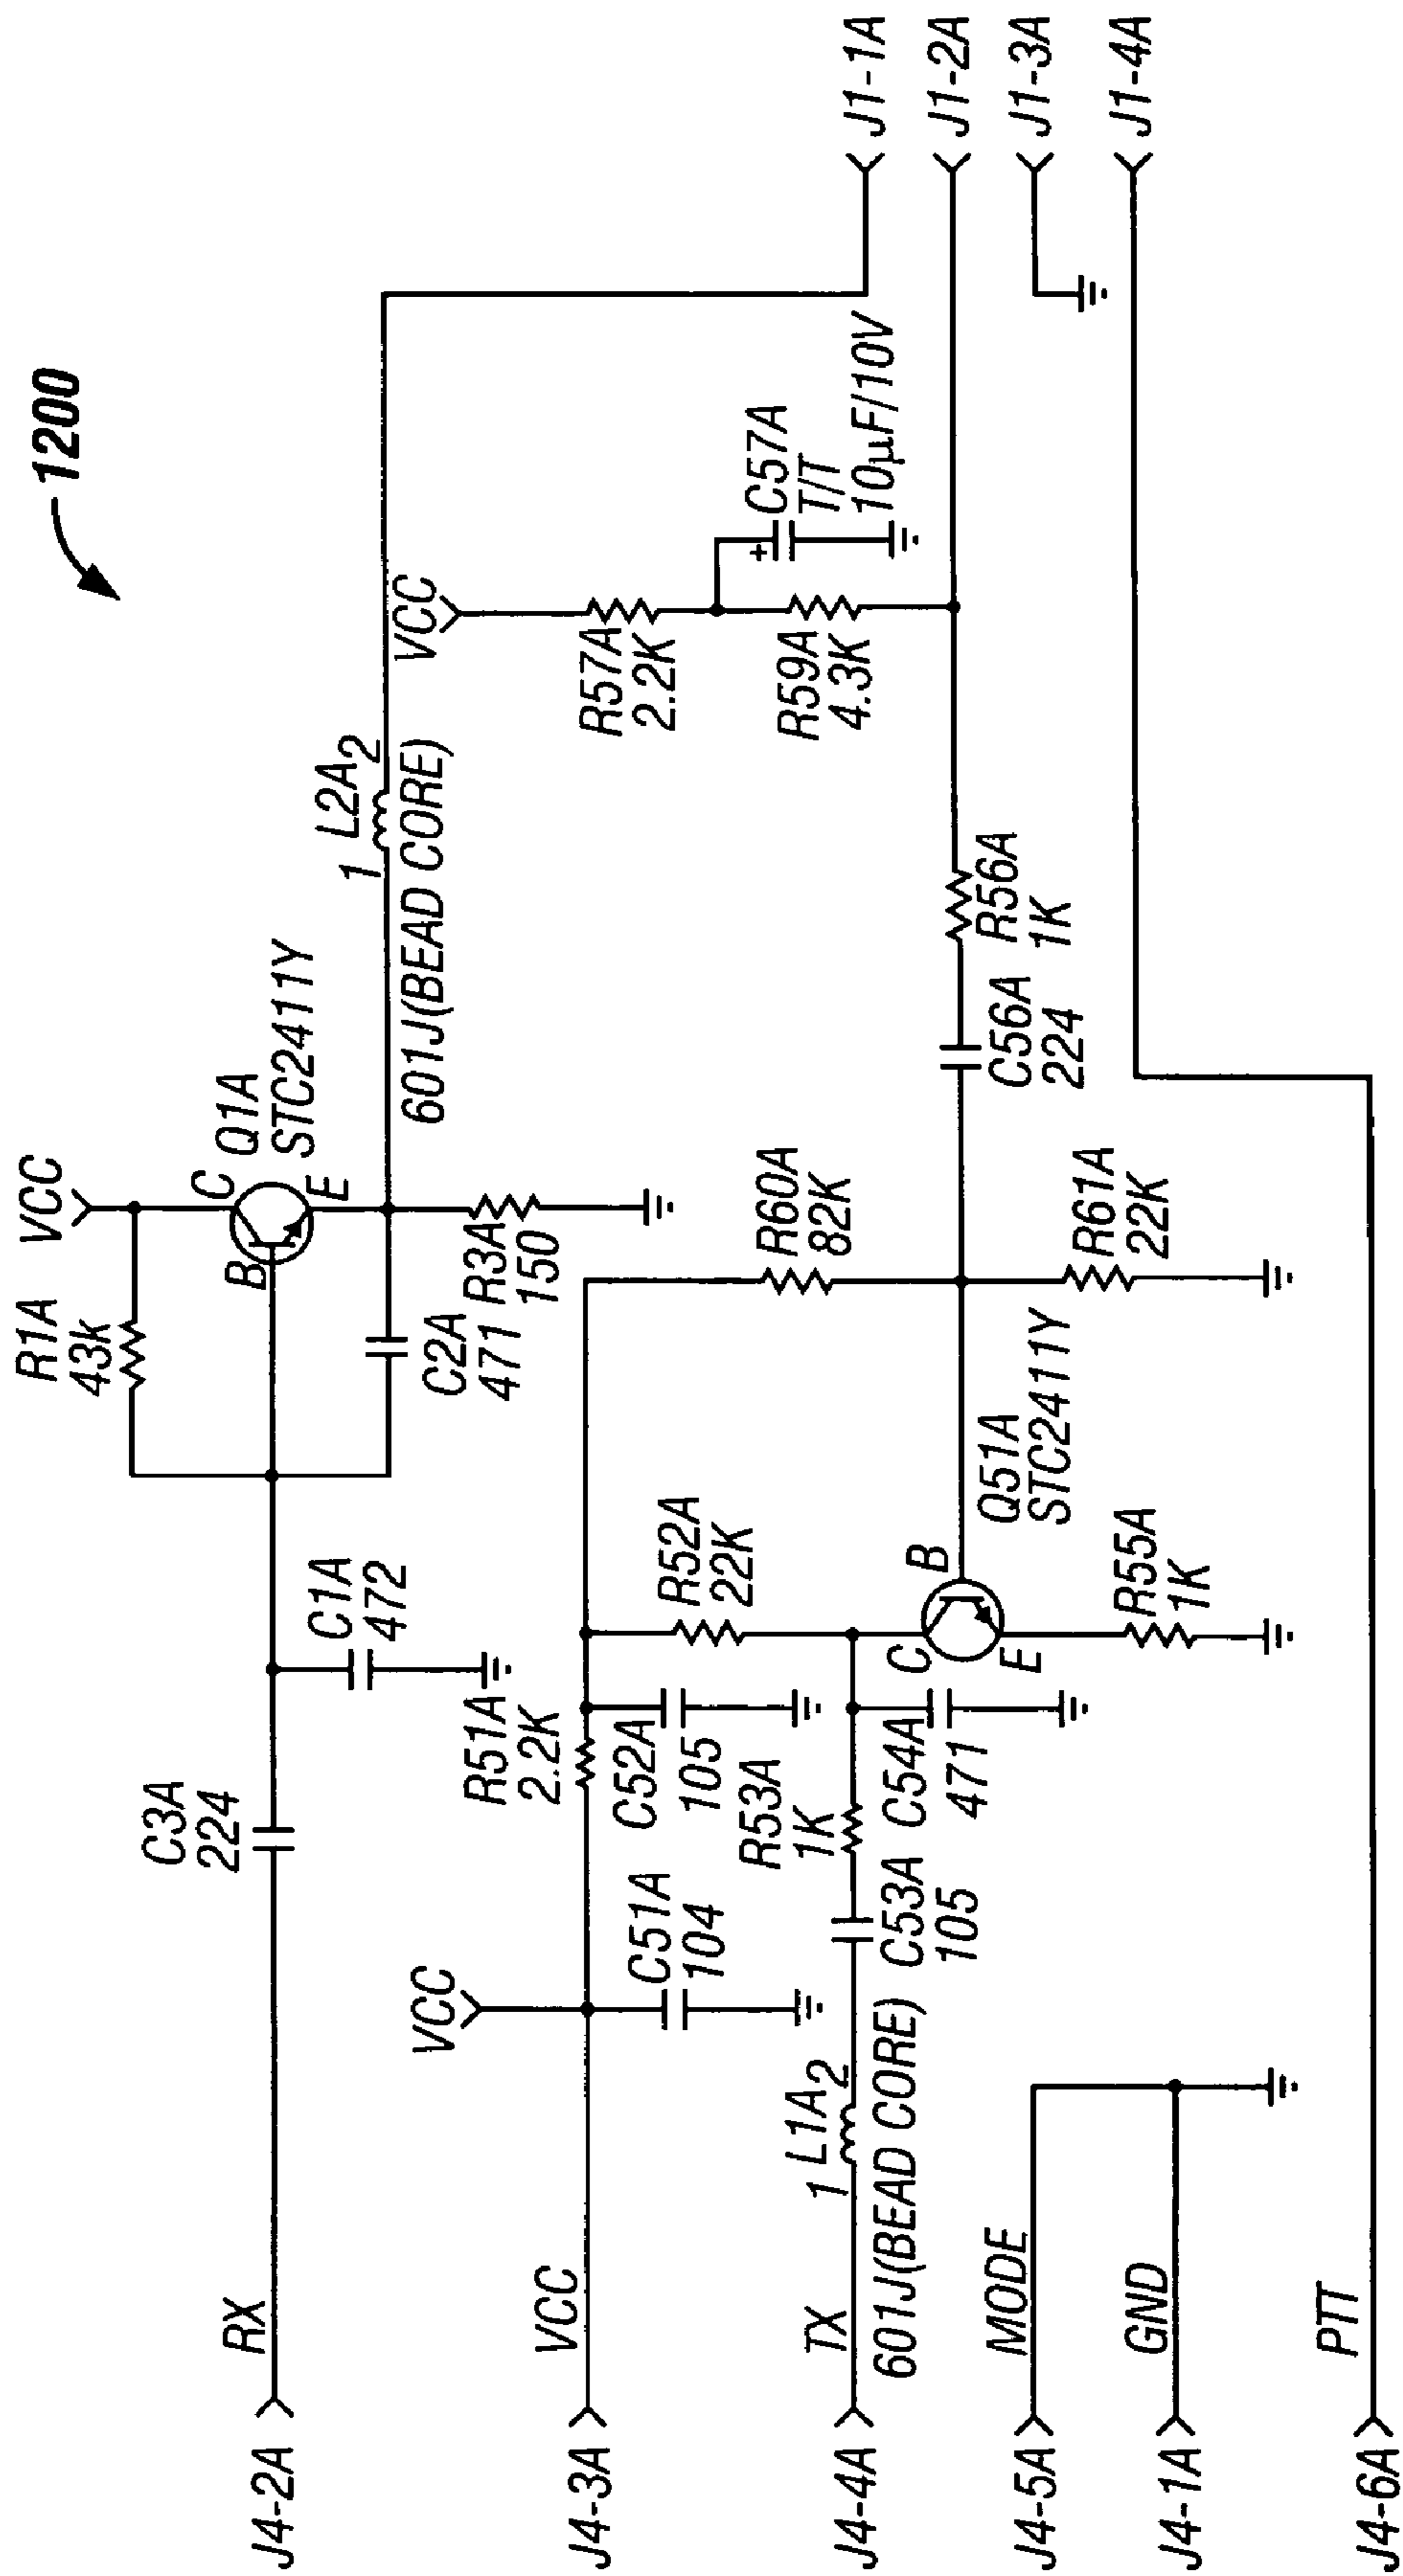 1200
VCC
R1A
43k
C
Q1A
STC2411Y
B
E
1 L2A 2
601J(BEAD CORE)
J4-2A
RX
C3A
224
C1A
472
C2A
471
R3A
150
VCC
R57A
2.2K
C57A
+
T/T
10µF/10V
R59A
4.3K
J1-1A
J1-2A
J1-3A
J1-4A
J4-3A
VCC
VCC
C51A
104
R51A
2.2K
C52A
105
R52A
22K
R60A
82K
R61A
22K
C56A
224
R56A
1K
J4-4A
TX
1 L1A 2
601J(BEAD CORE)
C53A
105
R53A
1K
C54A
471
C
B
E
Q51A
STC2411Y
R55A
1K
J4-5A
MODE
J4-1A
GND
J4-6A
PTT